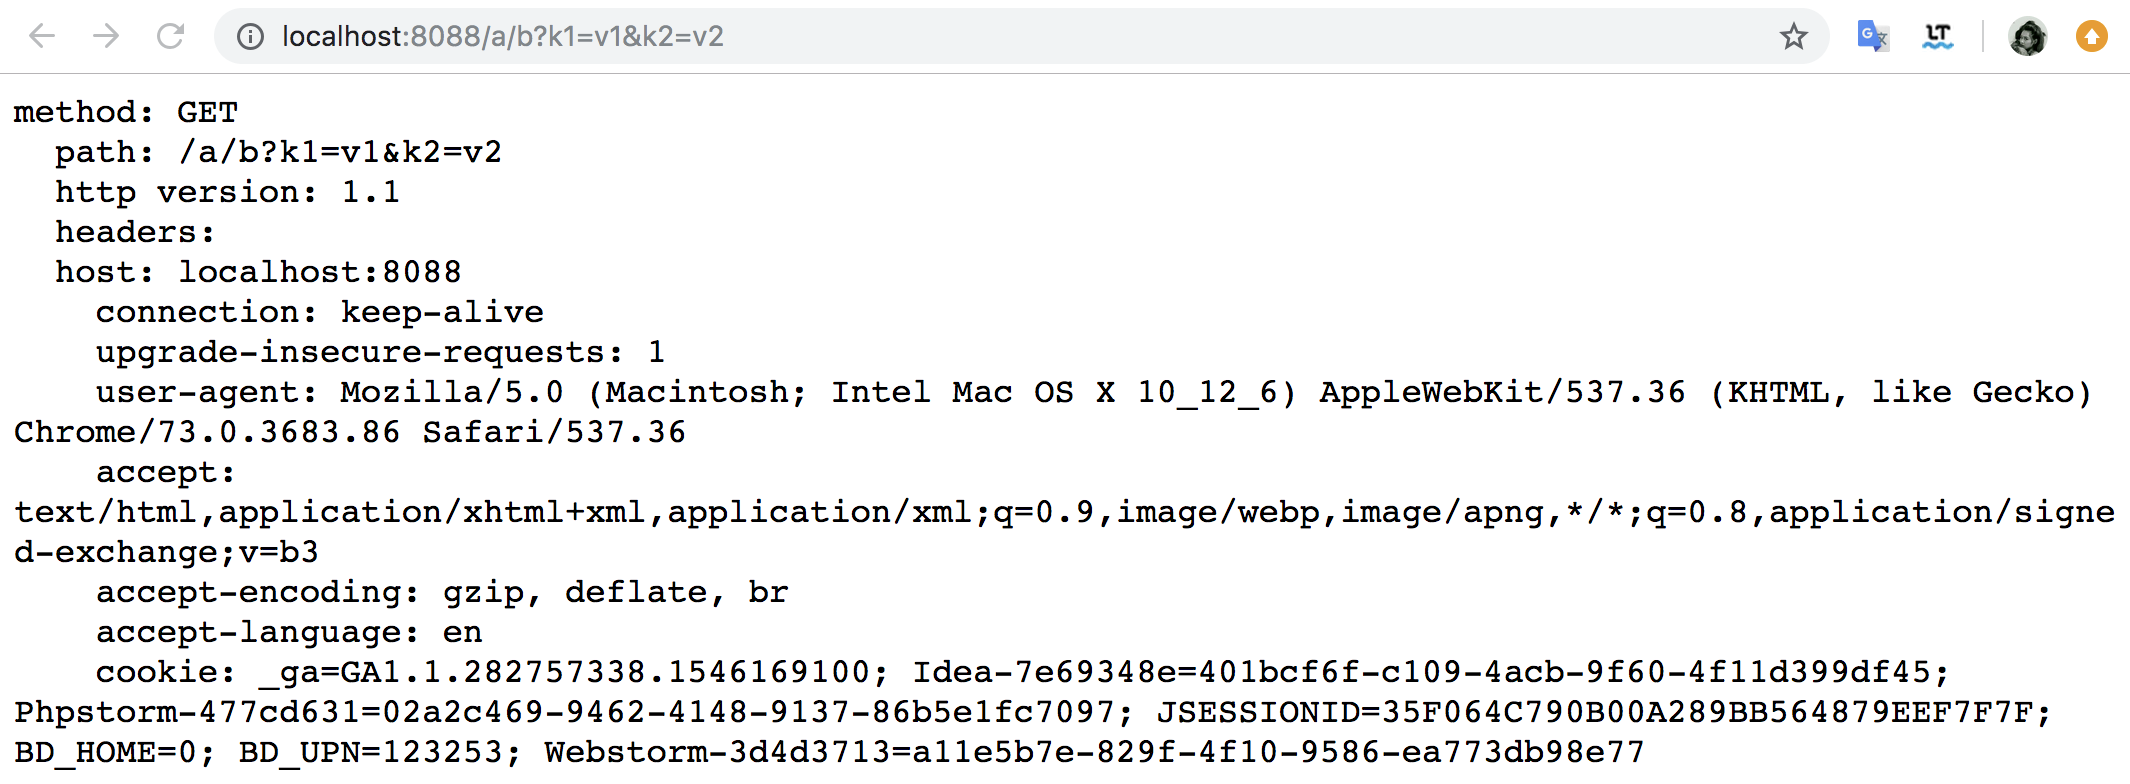 localhost:8088/a/b?k1=v1&k2=v2
G 文
LT
method: GET
path: /a/b?k1=v1&k2=v2
http version: 1.1
headers:
host: localhost:8088
connection: keep-alive
upgrade-insecure-requests: 1
user-agent: Mozilla/5.0 (Macintosh; Intel Mac OS X 10_12_6) AppleWebKit/537.36 (KHTML, like Gecko)
Chrome/73.0.3683.86 Safari/537.36
accept:
text/html,application/xhtml+xml,application/xml;q=0.9,image/webp,image/apng,*/*;q=0.8,application/signe
d-exchange;v=b3
accept-encoding: gzip, deflate, br
accept-language: en
cookie: _ga=GA1.1.282757338.1546169100; Idea-7e69348e=401bcf6f-c109-4acb-9f60-4f11d399df45;
Phpstorm-477cd631=02a2c469-9462-4148-9137-86b5e1fc7097; JSESSIONID=35F064C790B00A289BB564879EEF7F7F;
BD_HOME=0; BD_UPN=123253; Webstorm-3d4d3713=a11e5b7e-829f-4f10-9586-ea773db98e77